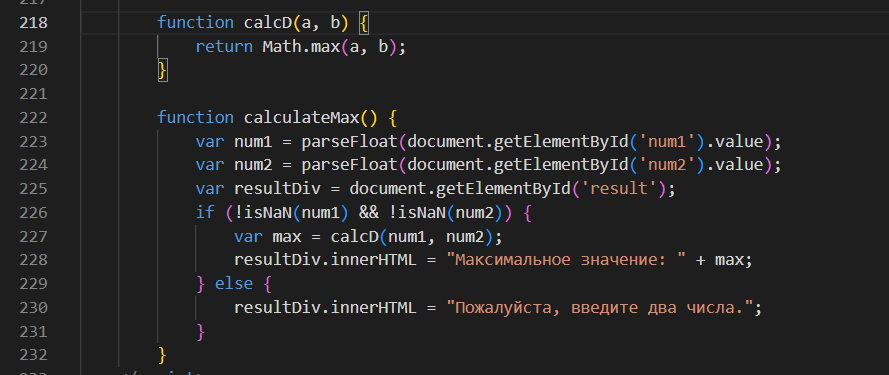 218 function calcD(a, b) {
219 return Math.max(a, b);
220 }
221
222 function calculateMax() {
223 var num1 = parseFloat(document.getElementById('num1').value);
224 var num2 = parseFloat(document.getElementById('num2').value);
225 var resultDiv = document.getElementById('result');
226 if (!isNaN(num1) && !isNaN(num2)) {
227 var max = calcD(num1, num2);
228 resultDiv.innerHTML = "Максимальное значение: " + max;
229 } else {
230 resultDiv.innerHTML = "Пожалуйста, введите два числа.";
231 }
232 }